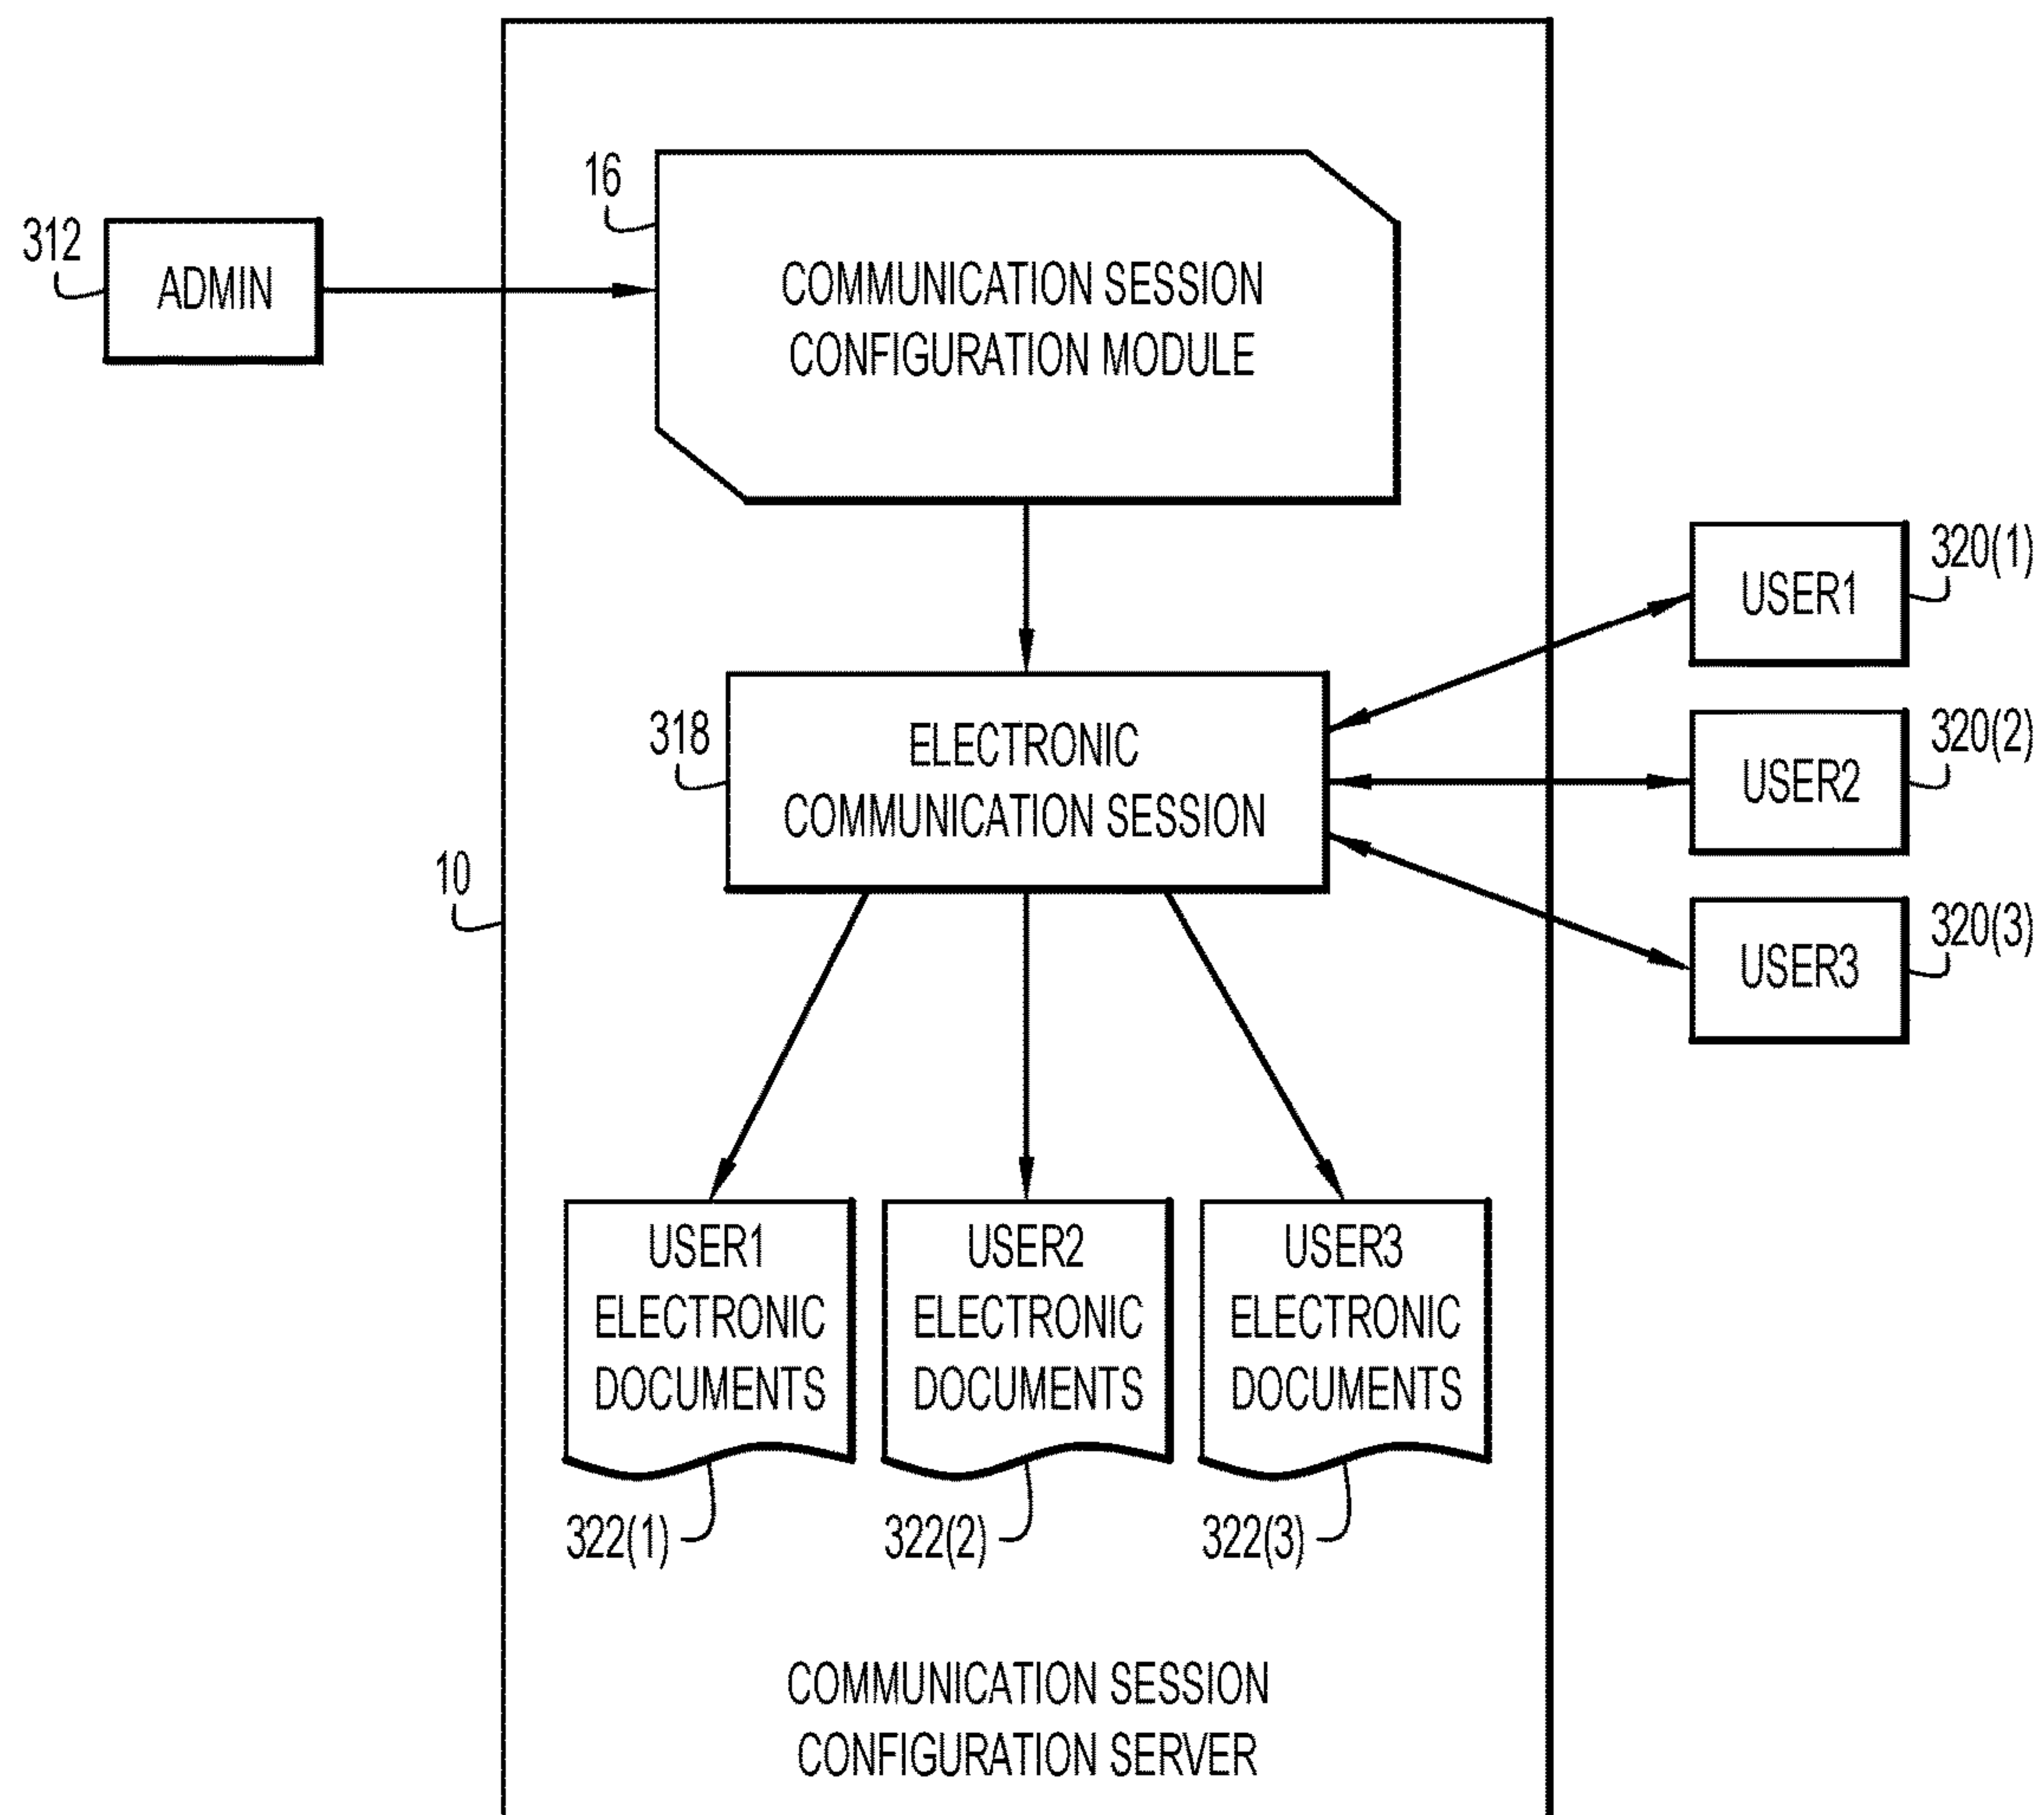 16
312
ADMIN
COMMUNICATION SESSION
CONFIGURATION MODULE
320(1)
USER1
318
ELECTRONIC
COMMUNICATION SESSION
320(2)
USER2
10
320(3)
USER3
USER1
ELECTRONIC
DOCUMENTS
USER2
ELECTRONIC
DOCUMENTS
USER3
ELECTRONIC
DOCUMENTS
322(1)
322(2)
322(3)
COMMUNICATION SESSION
CONFIGURATION SERVER